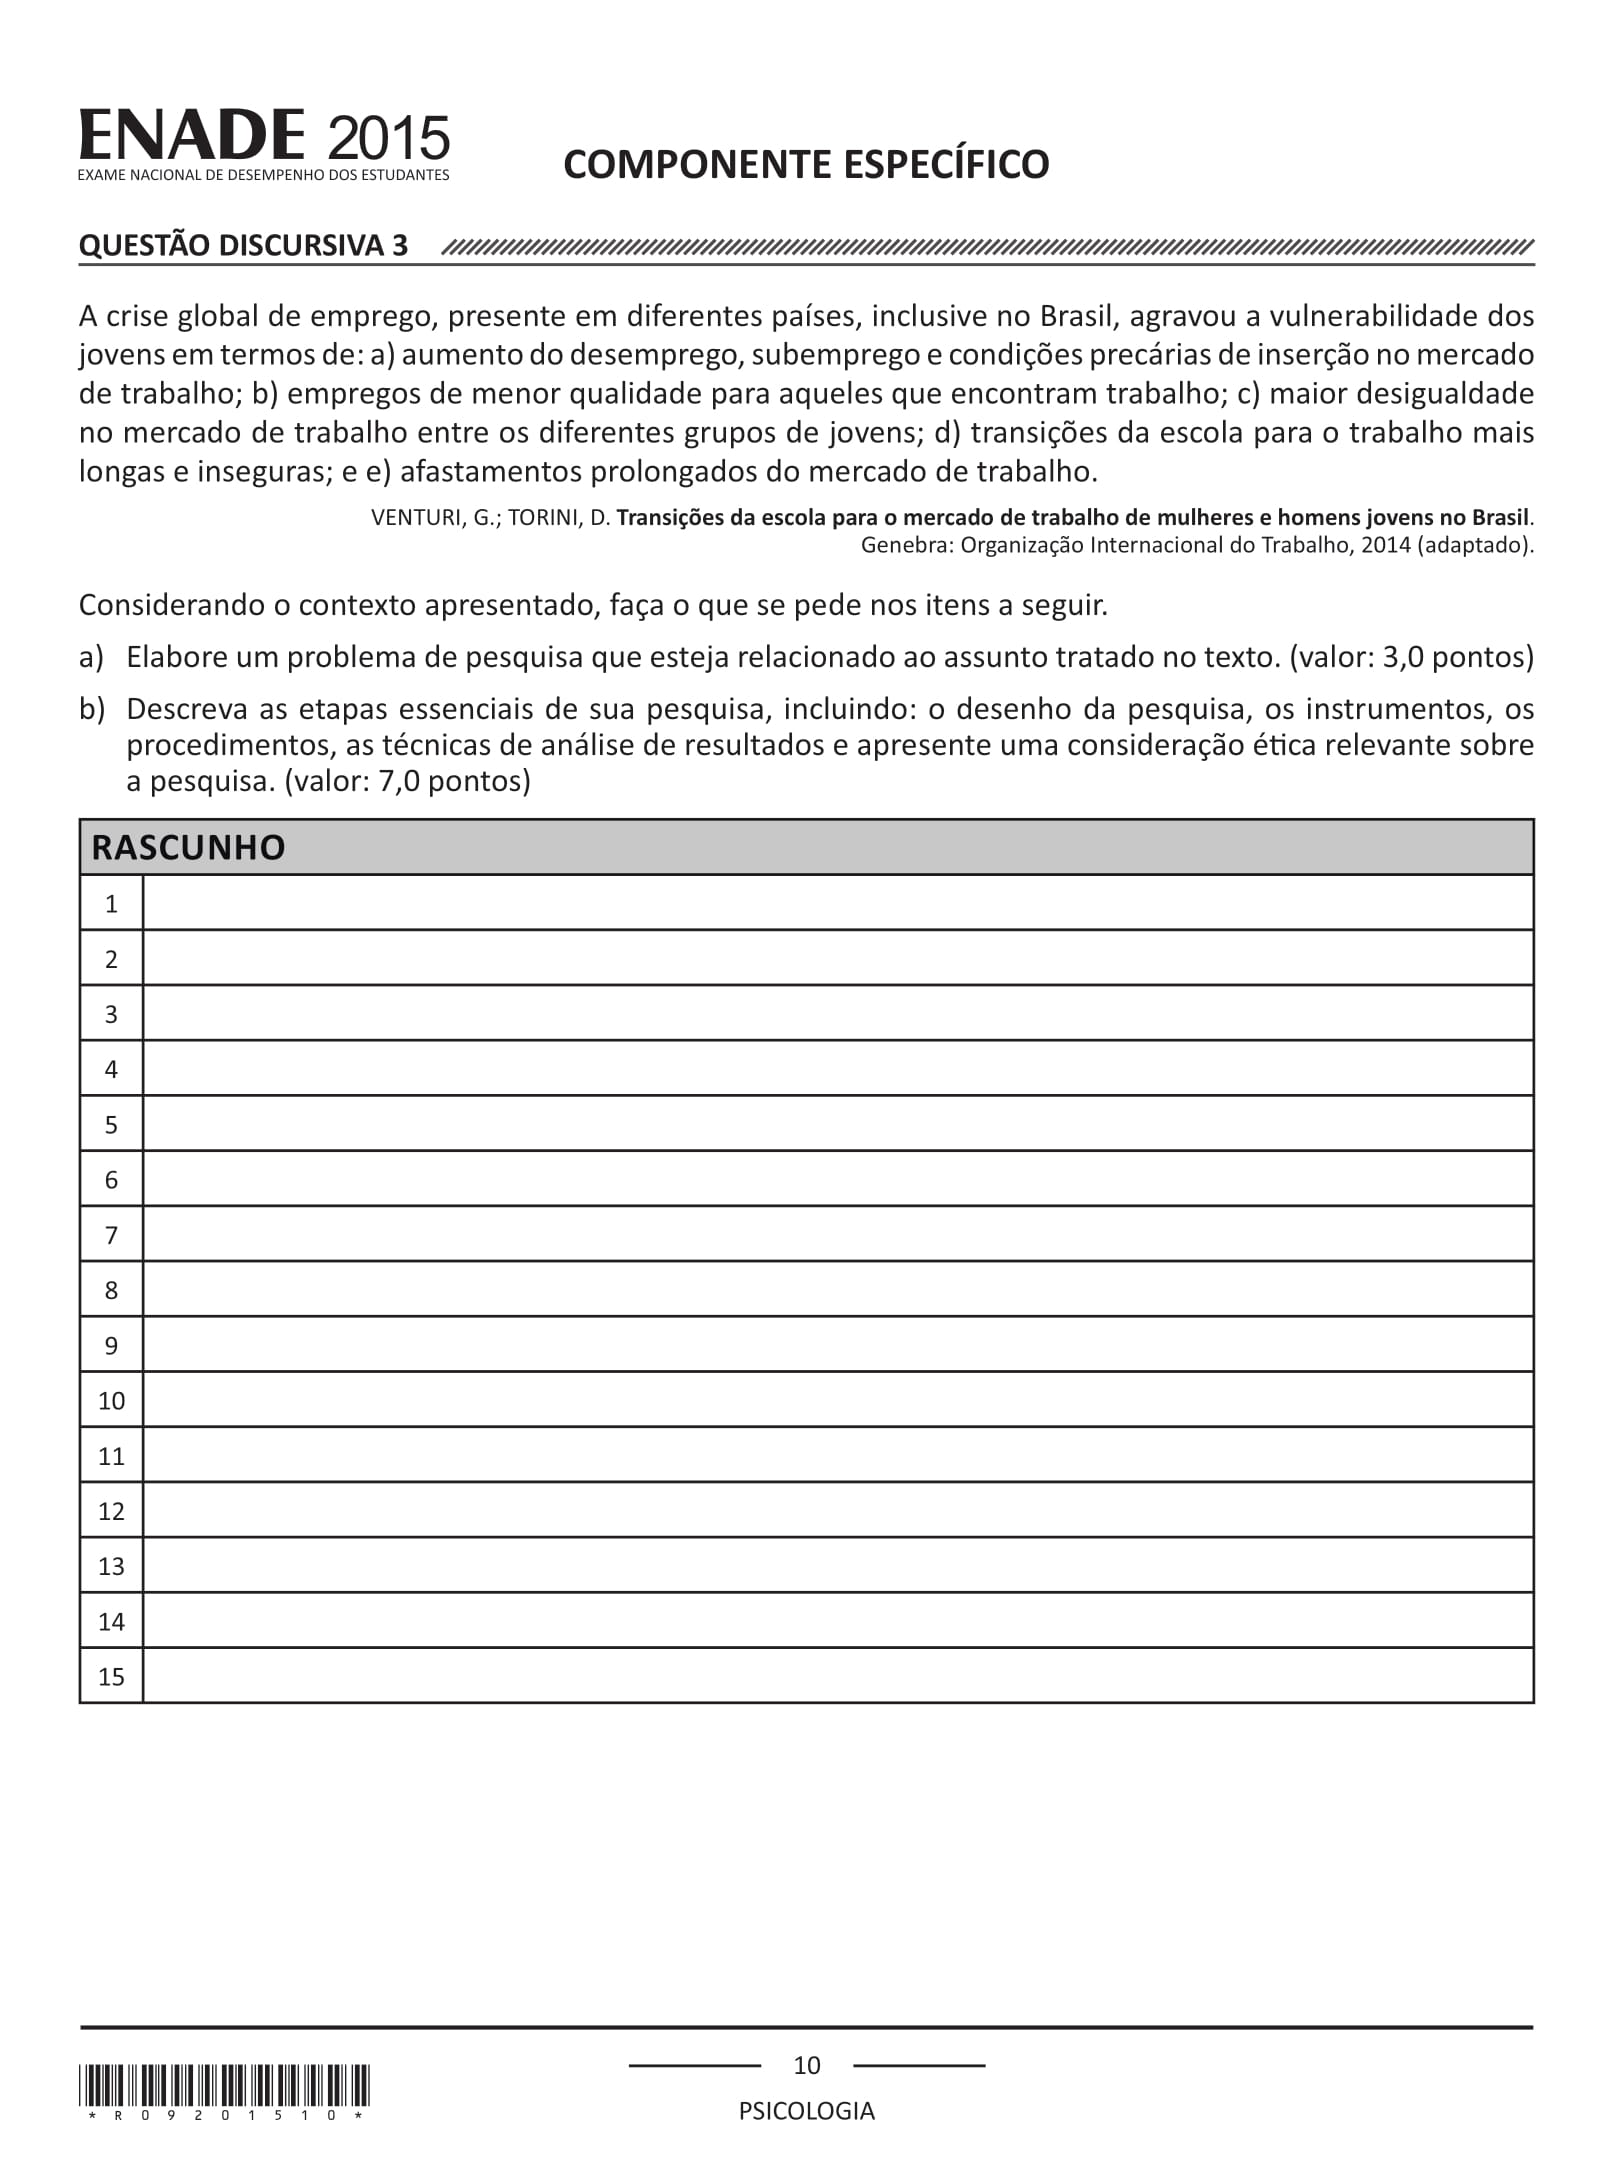 ENADE 2015
EXAME NACIONAL DE DESEMPENHO DOS ESTUDANTES
COMPONENTE ESPECÍFICO
QUESTÃO DISCURSIVA 3
A crise global de emprego, presente em diferentes países, inclusive no Brasil, agravou a vulnerabilidade dos
jovens em termos de: a) aumento do desemprego, subemprego e condições precárias de inserção no mercado
de trabalho; b) empregos de menor qualidade para aqueles que encontram trabalho; c) maior desigualdade
no mercado de trabalho entre os diferentes grupos de jovens; d) transições da escola para o trabalho mais
longas e inseguras; e e) afastamentos prolongados do mercado de trabalho.
VENTURI, G.; TORINI, D. Transições da escola para o mercado de trabalho de mulheres e homens jovens no Brasil.
Genebra: Organização Internacional do Trabalho, 2014 (adaptado).
Considerando o contexto apresentado, faça o que se pede nos itens a seguir.
a) Elabore um problema de pesquisa que esteja relacionado ao assunto tratado no texto. (valor: 3,0 pontos)
b) Descreva as etapas essenciais de sua pesquisa, incluindo: o desenho da pesquisa, os instrumentos, os
procedimentos, as técnicas de análise de resultados e apresente uma consideração ética relevante sobre
a pesquisa. (valor: 7,0 pontos)
RASCUNHO
1
2
3
4
5
6
7
8
9
10
11
12
13
14
15
10
PSICOLOGIA
* R 0 9 2 0 1 5 1 0 *